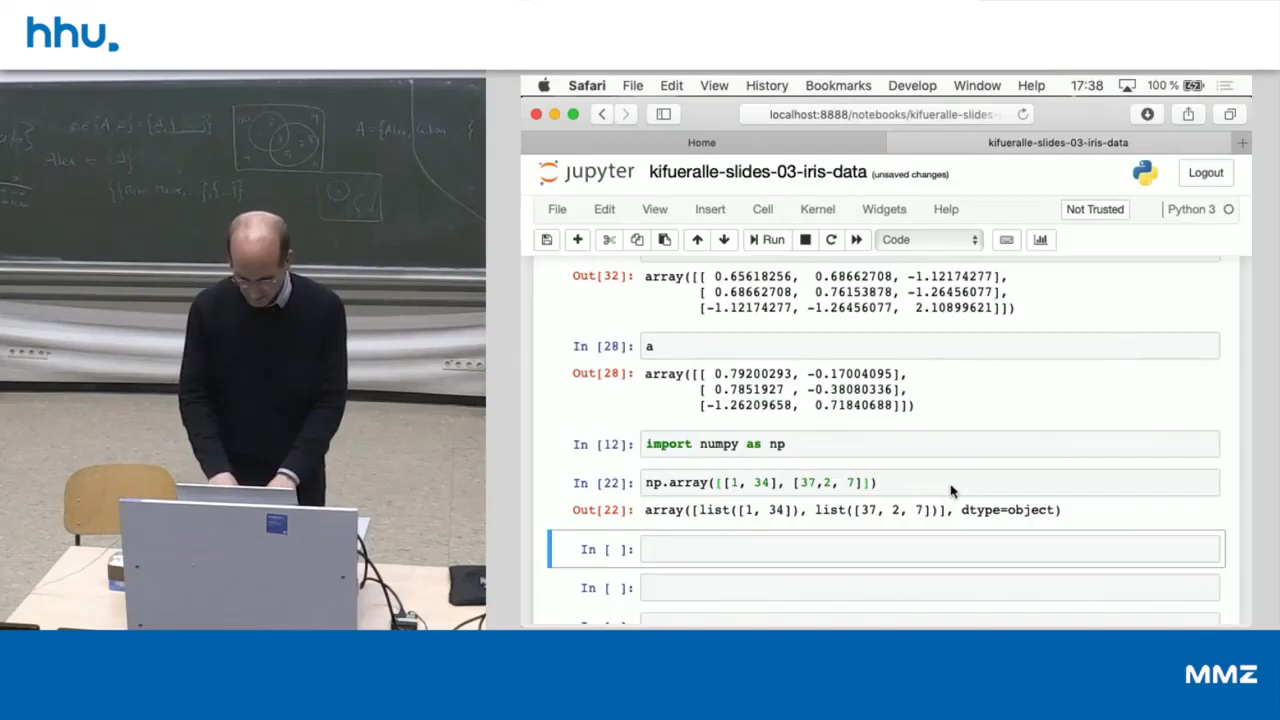 hhu.
Safari File Edit View History Bookmarks Develop Window Help 17:38 100 %
localhost:8888/notebooks/kifueralle-slides-
Home kifueralle-slides-03-iris-data
jupyter kifueralle-slides-03-iris-data (unsaved changes) Logout
File Edit View Insert Cell Kernel Widgets Help Not Trusted Python 3
Run Code
Out[32]: array([[ 0.65618256, 0.68662708, -1.12174277],
[ 0.68662708, 0.76153878, -1.26456077],
[-1.12174277, -1.26456077, 2.10899621]])
In [28]: a
Out[28]: array([[ 0.79200293, -0.17004095],
[ 0.7851927 , -0.38080336],
[-1.26209658, 0.71840688]])
In [12]: import numpy as np
In [22]: np.array([[1, 34], [37,2, 7]])
Out[22]: array([list([1, 34]), list([37, 2, 7])], dtype=object)
In [ ]:
In [ ]:
Alex ∈
MMZ